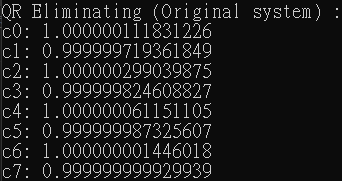 QR Eliminating (Original system) :
c0: 1.000000111831226
c1: 0.999999719361849
c2: 1.000000299039875
c3: 0.999999824608827
c4: 1.000000061151105
c5: 0.999999987325607
c6: 1.000000001446018
c7: 0.999999999929939